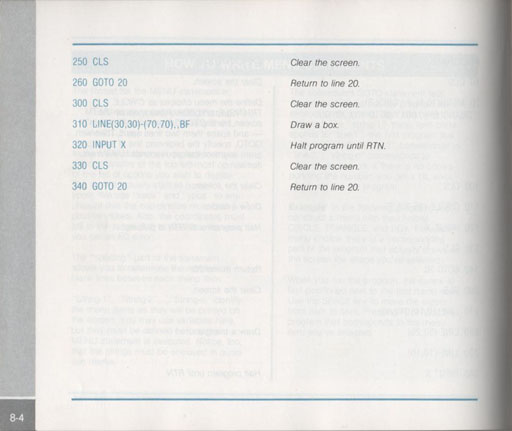 250 CLS Clear the screen.
260 GOTO 20 Return to line 20.
300 CLS Clear the screen.
310 LINE(30,30)-(70,70),,BF Draw a box.
320 INPUT X Halt program until RTN.
330 CLS Clear the screen.
340 GOTO 20 Return to line 20.
8-4